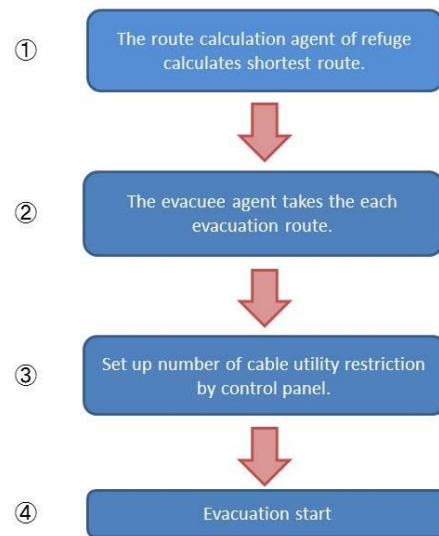 ①
The route calculation agent of refuge
calculates shortest route.
②
The evacuee agent takes the each
evacuation route.
③
Set up number of cable utility restriction
by control panel.
④
Evacuation start